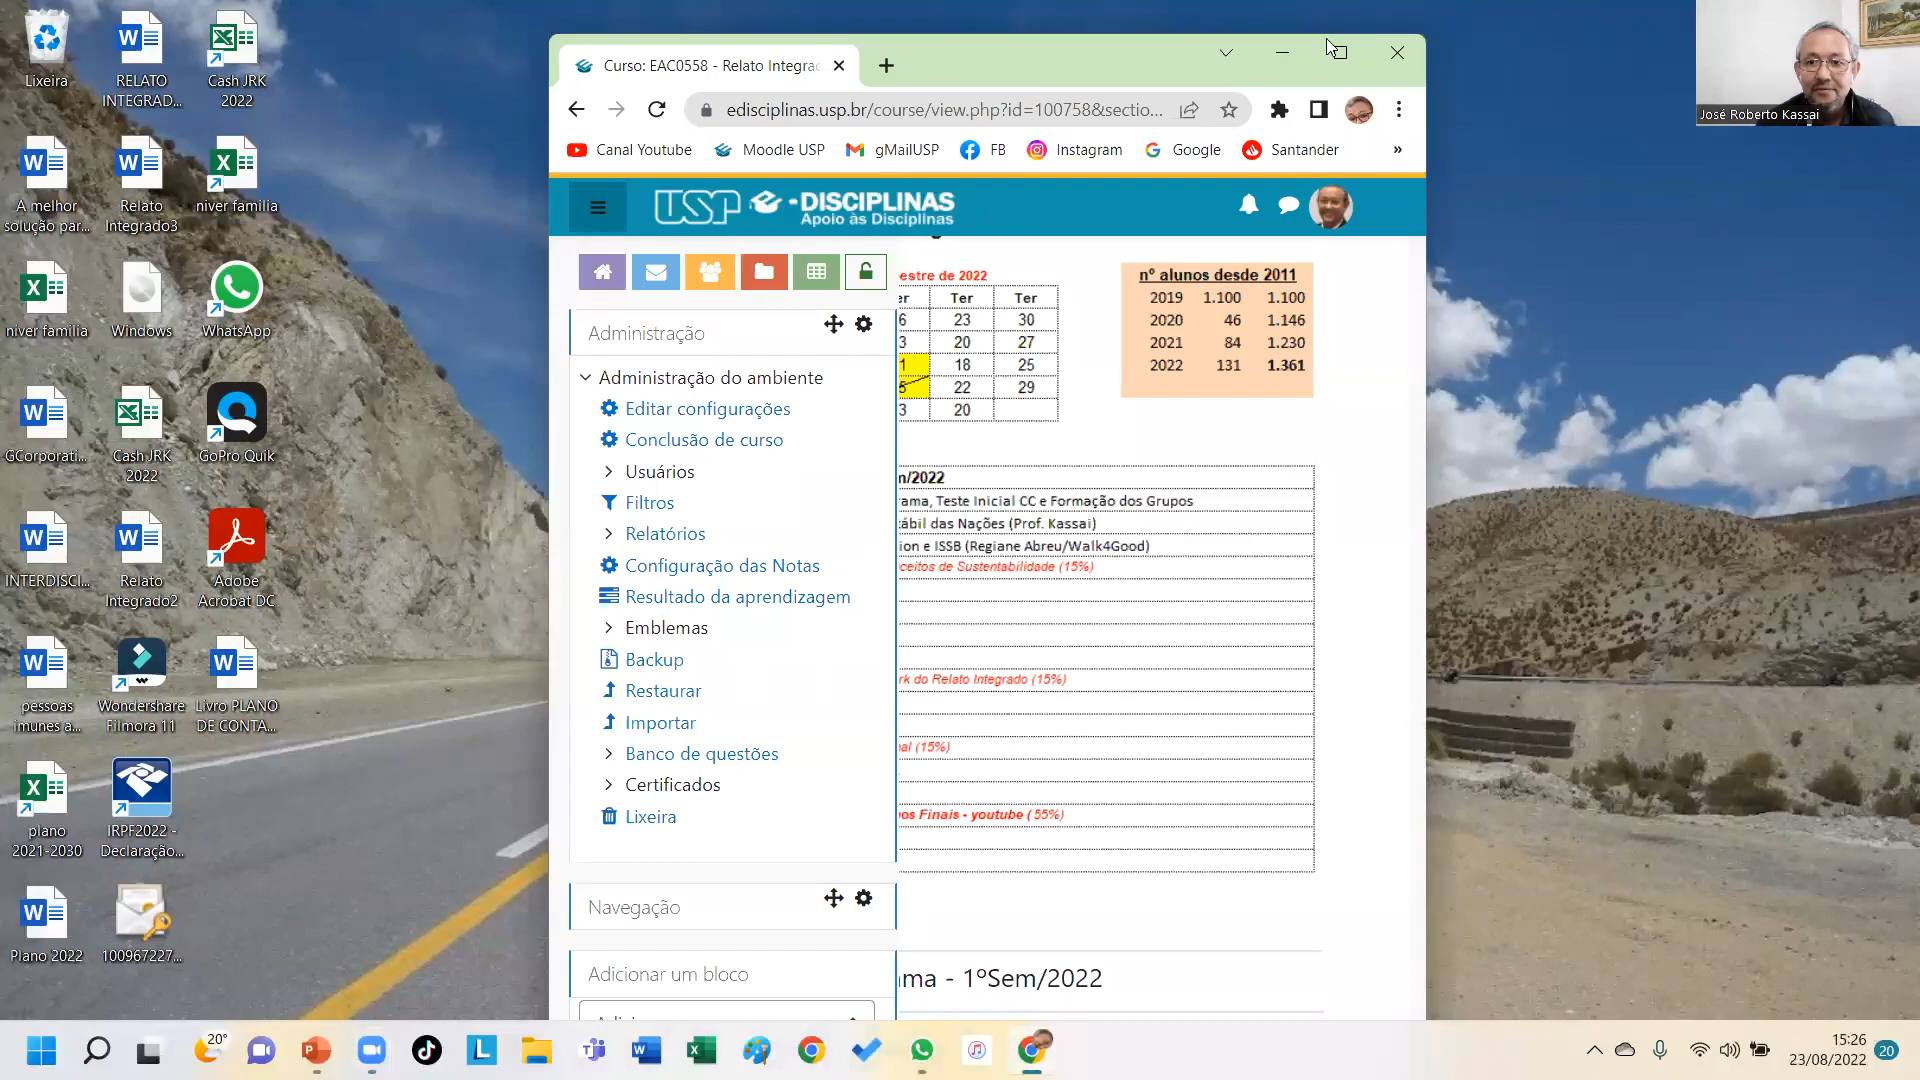 Lixeira
RELATO
INTEGRAD...
Cash JRK
2022
A melhor
solução par...
Relato
Integrado3
niver familia
niver familia
Windows
WhatsApp
GCorporati...
Cash JRK
2022
GoPro Quik
INTERDISCI...
Relato
Integrado2
Adobe
Acrobat DC
pessoas
imunes a...
Wondershare
Filmora 11
Livro PLANO
DE CONTA...
plano
2021-2030
IRPF2022 -
Declaração...
Plano 2022
100967227...
Curso: EAC0558 - Relato Integrad
edisciplinas.usp.br/course/view.php?id=100758&sectio...
Canal Youtube
Moodle USP
gMailUSP
FB
Instagram
Google
Santander
»
USP e-DISCIPLINAS
Apoio às Disciplinas
Administração
Administração do ambiente
Editar configurações
Conclusão de curso
Usuários
Filtros
Relatórios
Configuração das Notas
Resultado da aprendizagem
Emblemas
Backup
Restaurar
Importar
Banco de questões
Certificados
Lixeira
Navegação
Adicionar um bloco
estre de 2022
er Ter Ter
6 23 30
3 20 27
1 18 25
5 22 29
3 20
nº alunos desde 2011
2019 1.100 1.100
2020 46 1.146
2021 84 1.230
2022 131 1.361
m/2022
rama, Teste Inicial CC e Formação dos Grupos
tábil das Nações (Prof. Kassai)
ion e ISSB (Regiane Abreu/Walk4Good)
ceitos de Sustentabilidade (15%)
rk do Relato Integrado (15%)
al (15%)
os Finais - youtube (55%)
ma - 1ºSem/2022
José Roberto Kassai
20°
15:26
23/08/2022
20